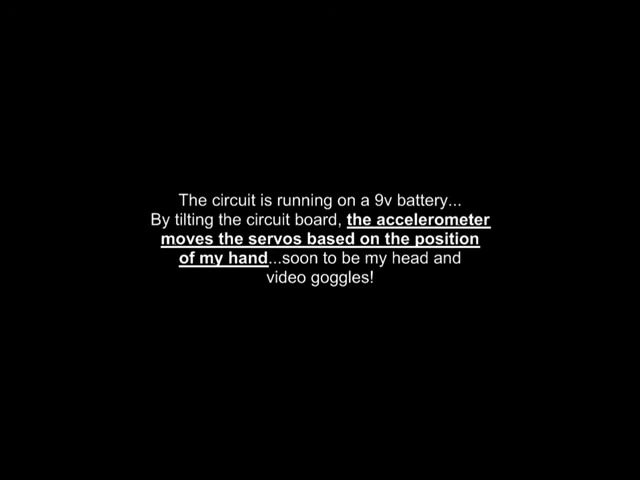 The circuit is running on a 9v battery...
By tilting the circuit board, the accelerometer
moves the servos based on the position
of my hand...soon to be my head and
video goggles!